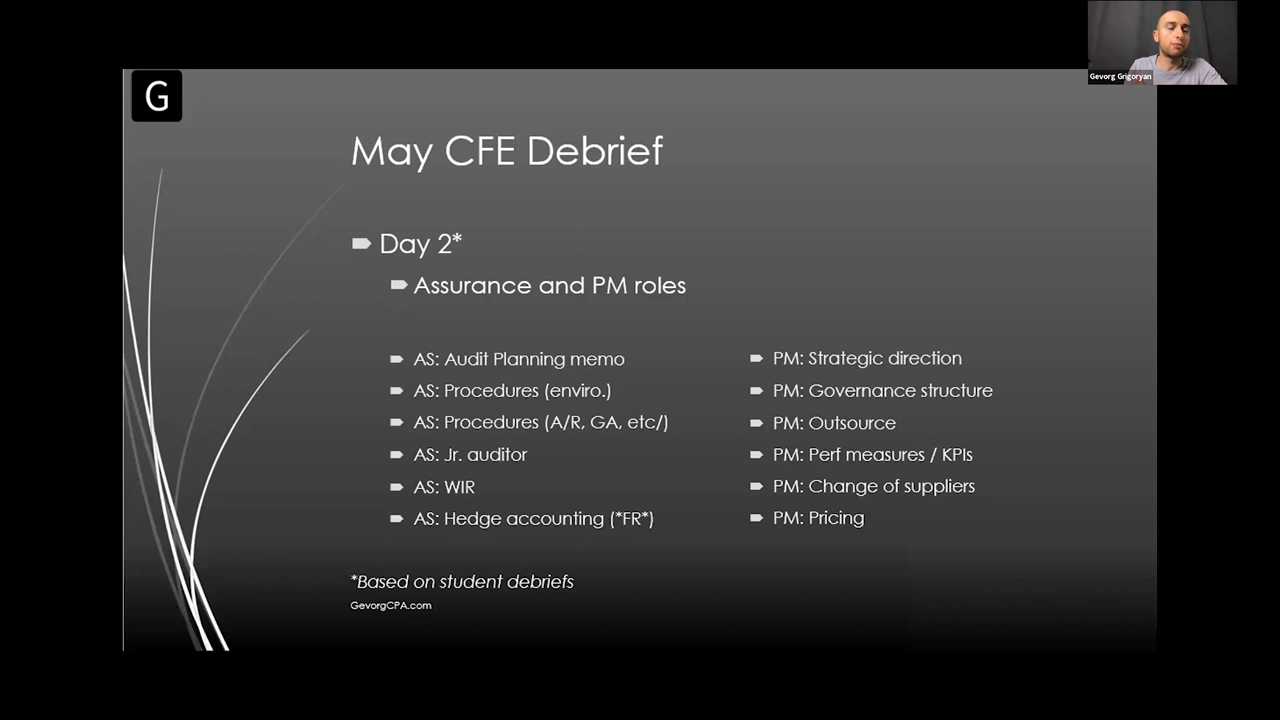 G
Gevorg Grigoryan
May CFE Debrief
Day 2*
Assurance and PM roles
AS: Audit Planning memo
AS: Procedures (enviro.)
AS: Procedures (A/R, GA, etc/)
AS: Jr. auditor
AS: WIR
AS: Hedge accounting (*FR*)
PM: Strategic direction
PM: Governance structure
PM: Outsource
PM: Perf measures / KPIs
PM: Change of suppliers
PM: Pricing
*Based on student debriefs
GevorgCPA.com